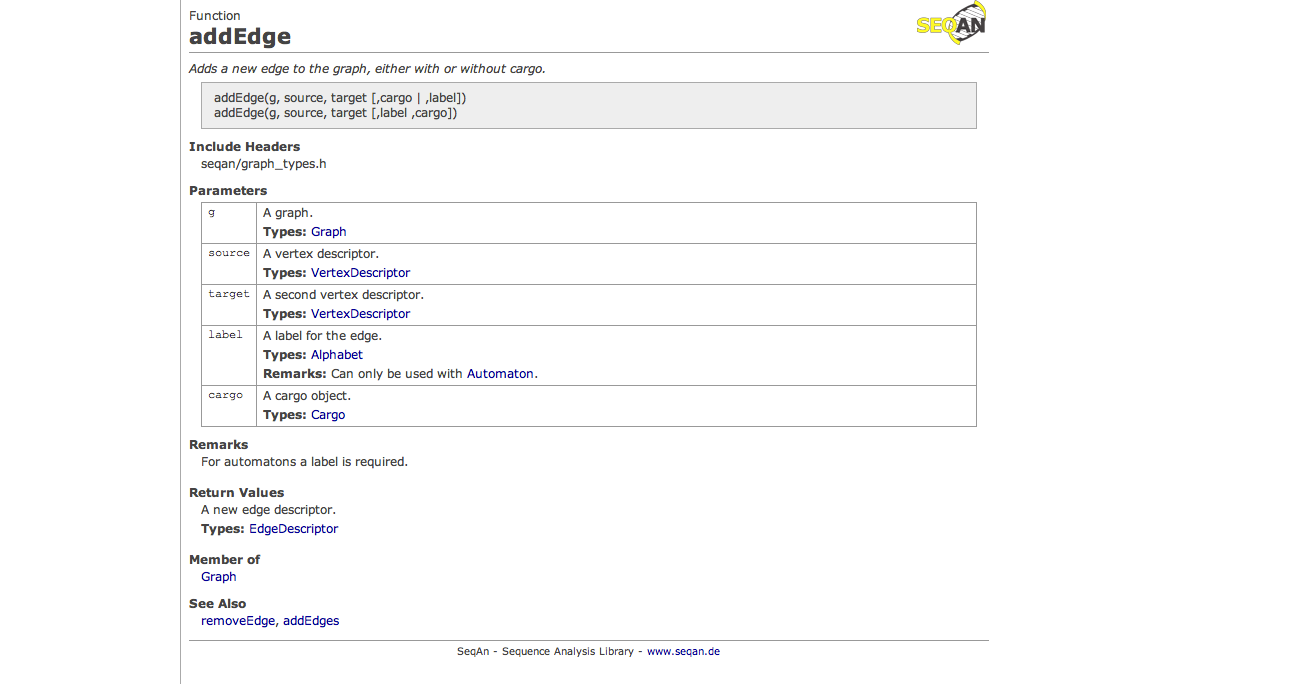 Function
addEdge
SEQAN
Adds a new edge to the graph, either with or without cargo.
addEdge(g, source, target [,cargo | ,label])
addEdge(g, source, target [,label ,cargo])
Include Headers
seqan/graph_types.h
Parameters
g
A graph.
Types: Graph
source
A vertex descriptor.
Types: VertexDescriptor
target
A second vertex descriptor.
Types: VertexDescriptor
label
A label for the edge.
Types: Alphabet
Remarks: Can only be used with Automaton.
cargo
A cargo object.
Types: Cargo
Remarks
For automatons a label is required.
Return Values
A new edge descriptor.
Types: EdgeDescriptor
Member of
Graph
See Also
removeEdge, addEdges
SeqAn - Sequence Analysis Library - www.seqan.de